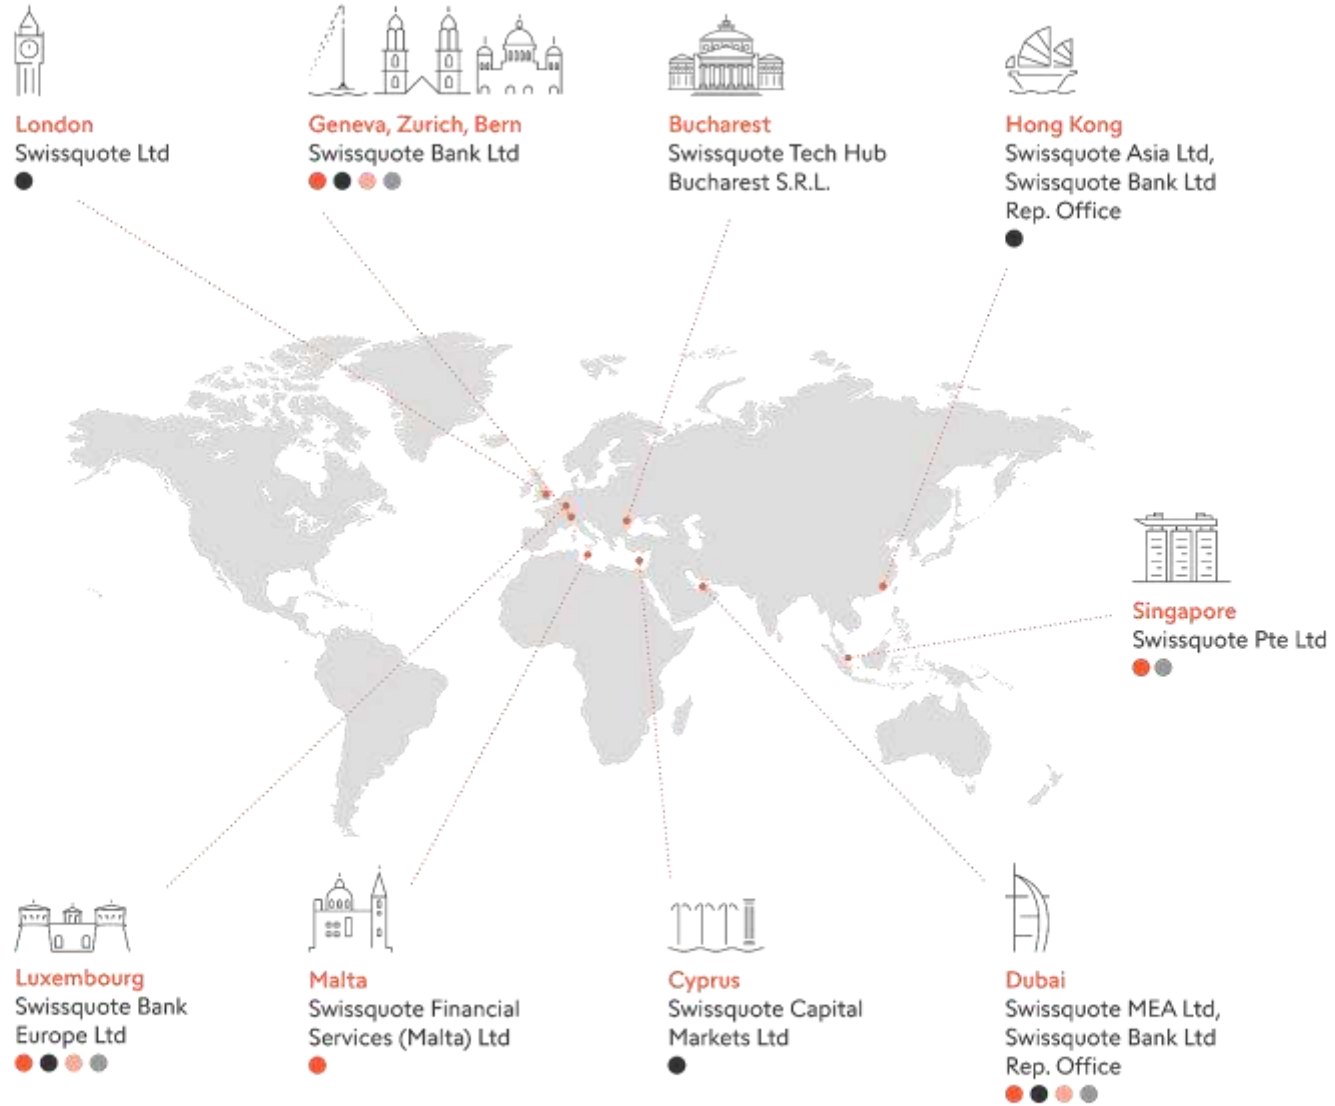 London
Swissquote Ltd
Geneva, Zurich, Bern
Swissquote Bank Ltd
Bucharest
Swissquote Tech Hub
Bucharest S.R.L.
Hong Kong
Swissquote Asia Ltd,
Swissquote Bank Ltd
Rep. Office
Singapore
Swissquote Pte Ltd
Luxembourg
Swissquote Bank
Europe Ltd
Malta
Swissquote Financial
Services (Malta) Ltd
Cyprus
Swissquote Capital
Markets Ltd
Dubai
Swissquote MEA Ltd,
Swissquote Bank Ltd
Rep. Office